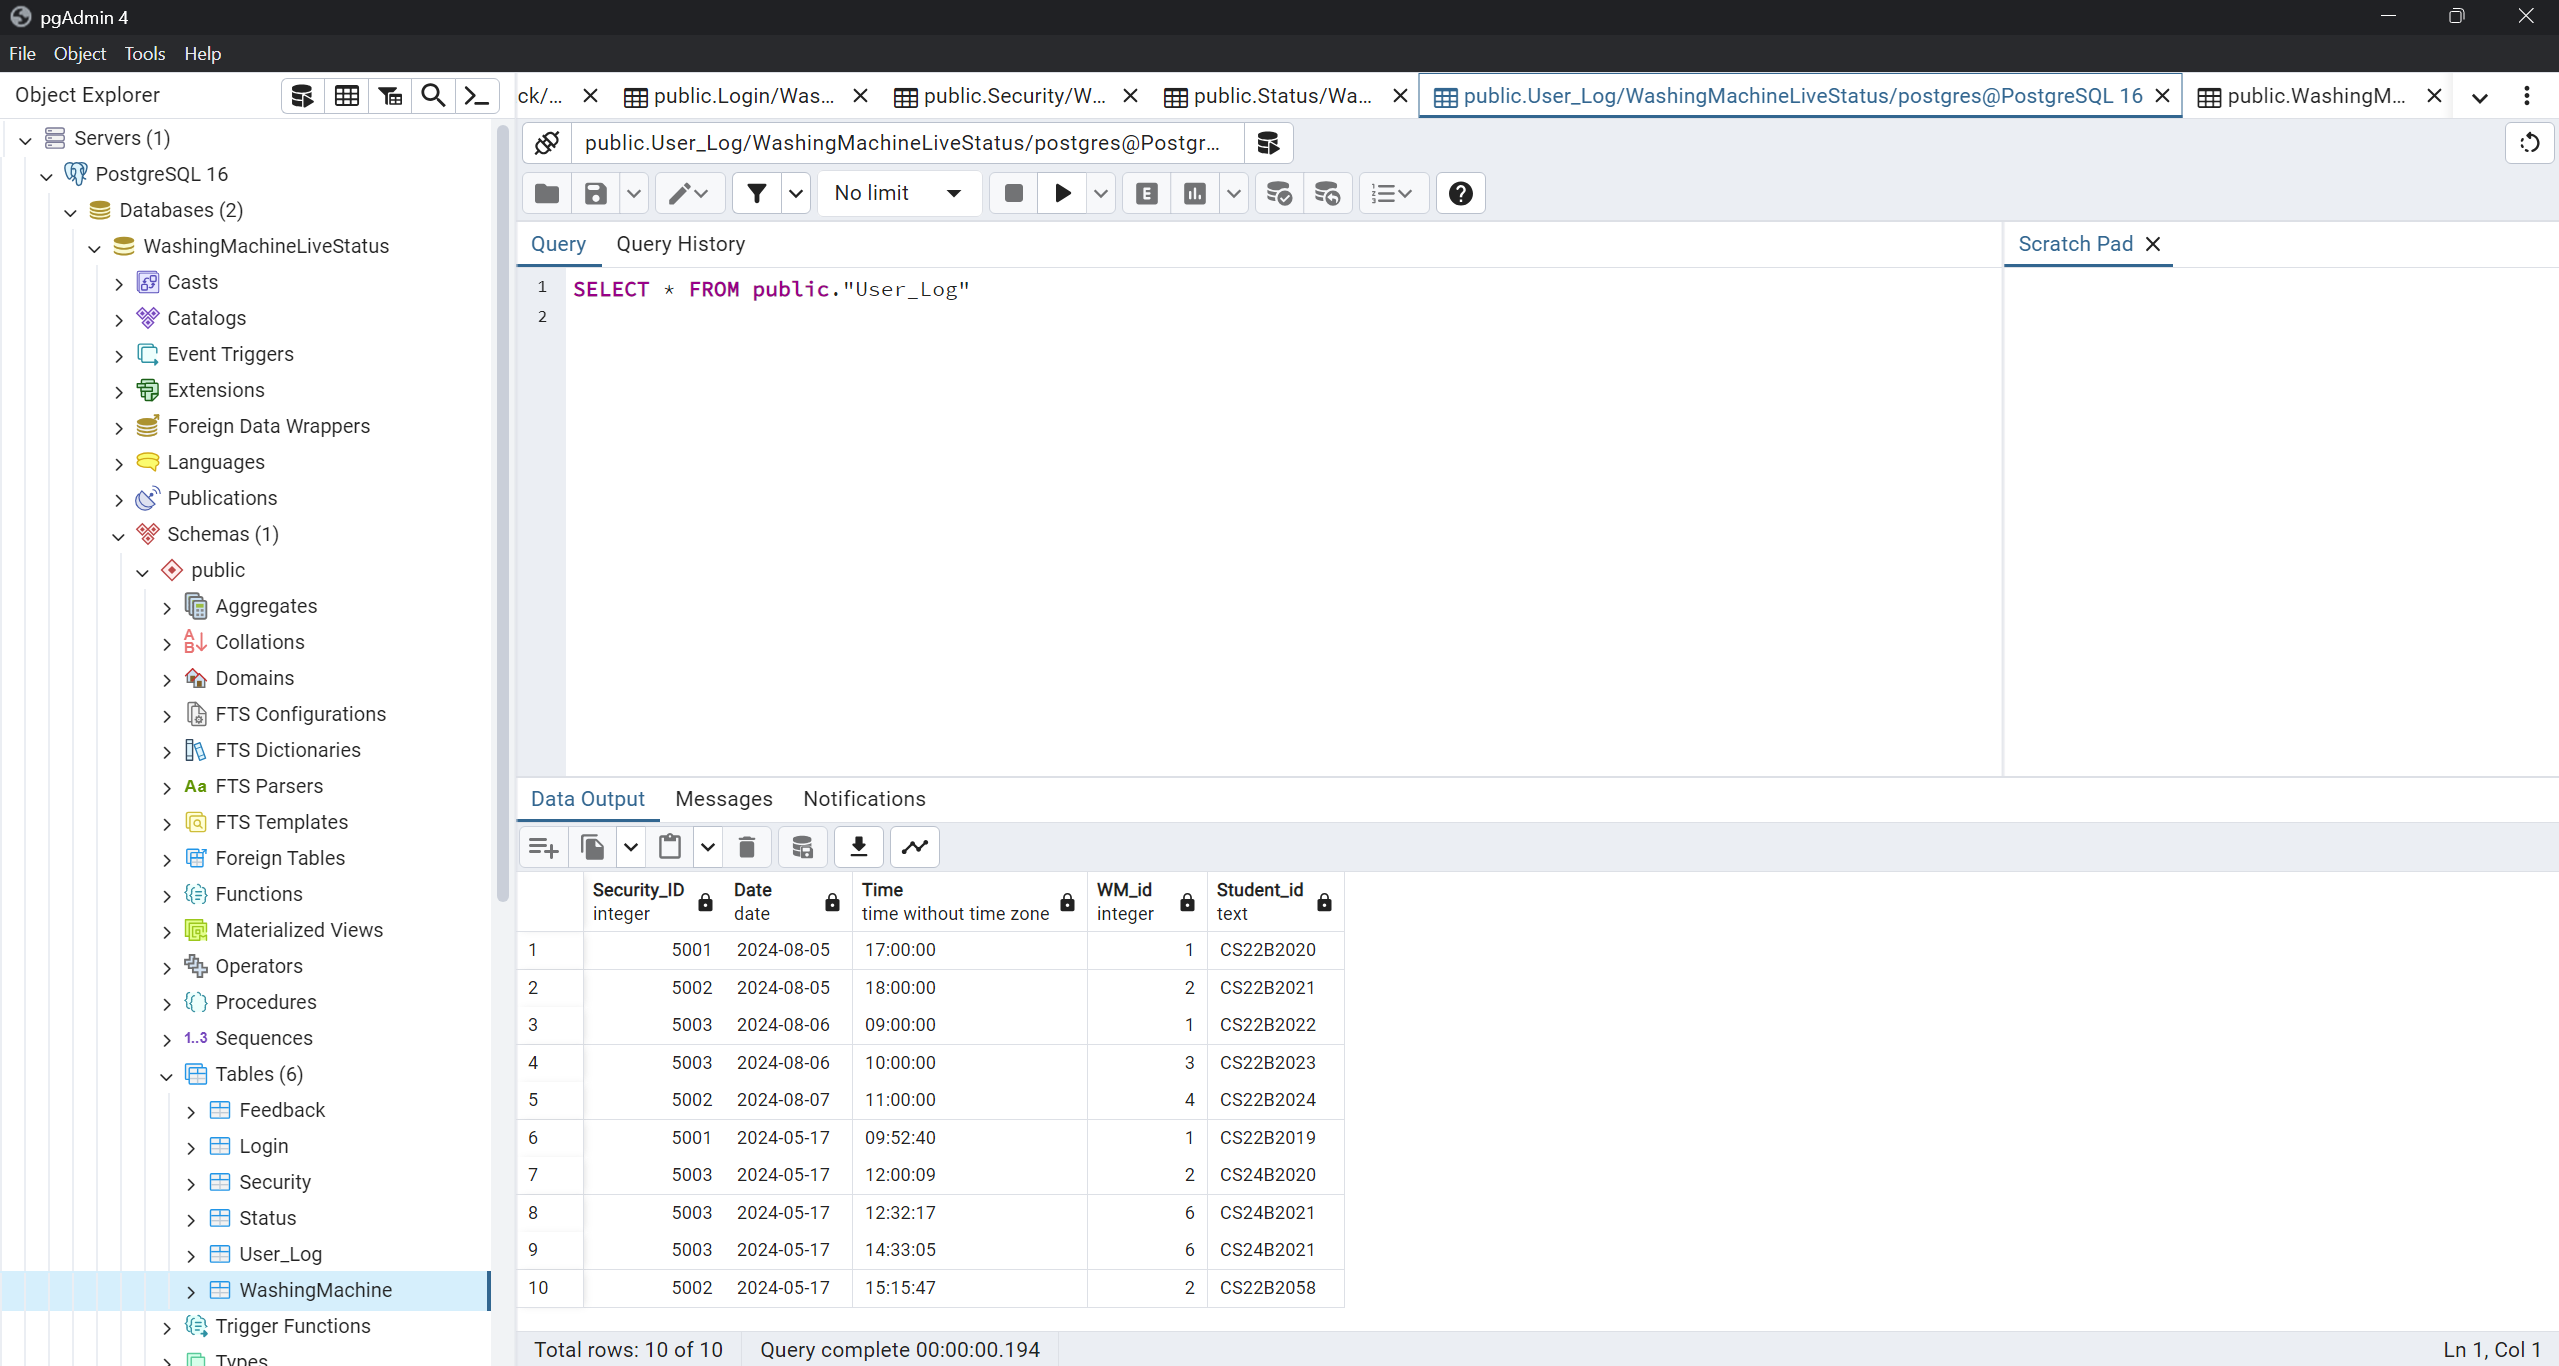 pgAdmin 4
File Object Tools Help
Object Explorer
ck/... public.Login/Was... public.Security/W... public.Status/Wa... public.User_Log/WashingMachineLiveStatus/postgres@PostgreSQL 16 public.WashingM...
public.User_Log/WashingMachineLiveStatus/postgres@Postgr...
No limit
E
Query Query History
Scratch Pad
1 SELECT * FROM public."User_Log"
2
Servers (1)
PostgreSQL 16
Databases (2)
WashingMachineLiveStatus
Casts
Catalogs
Event Triggers
Extensions
Foreign Data Wrappers
Languages
Publications
Schemas (1)
public
Aggregates
Collations
Domains
FTS Configurations
FTS Dictionaries
Aa FTS Parsers
FTS Templates
Foreign Tables
Functions
Materialized Views
Operators
Procedures
1..3 Sequences
Tables (6)
Feedback
Login
Security
Status
User_Log
WashingMachine
Trigger Functions
Types
Data Output Messages Notifications
Security_ID Date Time WM_id Student_id
integer date time without time zone integer text
1 5001 2024-08-05 17:00:00 1 CS22B2020
2 5002 2024-08-05 18:00:00 2 CS22B2021
3 5003 2024-08-06 09:00:00 1 CS22B2022
4 5003 2024-08-06 10:00:00 3 CS22B2023
5 5002 2024-08-07 11:00:00 4 CS22B2024
6 5001 2024-05-17 09:52:40 1 CS22B2019
7 5003 2024-05-17 12:00:09 2 CS24B2020
8 5003 2024-05-17 12:32:17 6 CS24B2021
9 5003 2024-05-17 14:33:05 6 CS24B2021
10 5002 2024-05-17 15:15:47 2 CS22B2058
Total rows: 10 of 10 Query complete 00:00:00.194
Ln 1, Col 1